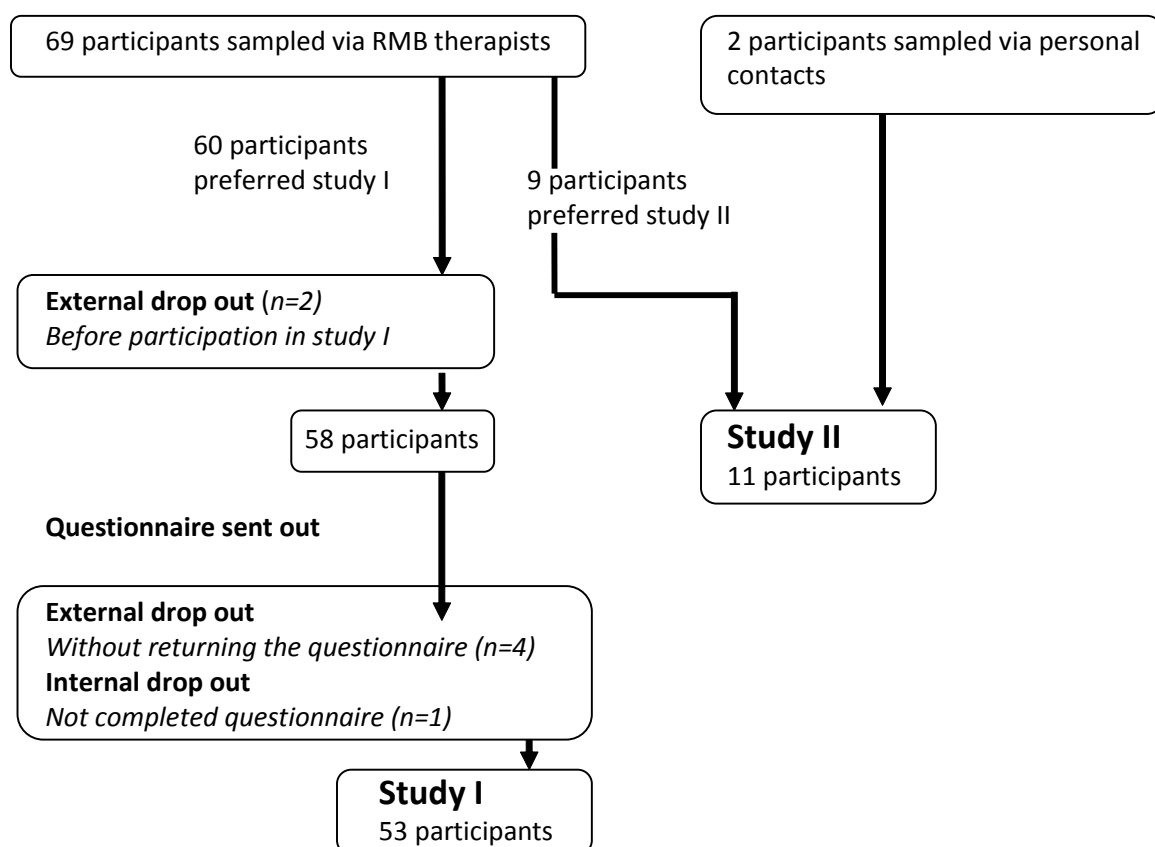 69 participants sampled via RMB therapists
2 participants sampled via personal
contacts
60 participants
preferred study I
9 participants
preferred study II
External drop out (n=2)
Before participation in study I
58 participants
Study II
11 participants
Questionnaire sent out
External drop out
Without returning the questionnaire (n=4)
Internal drop out
Not completed questionnaire (n=1)
Study I
53 participants